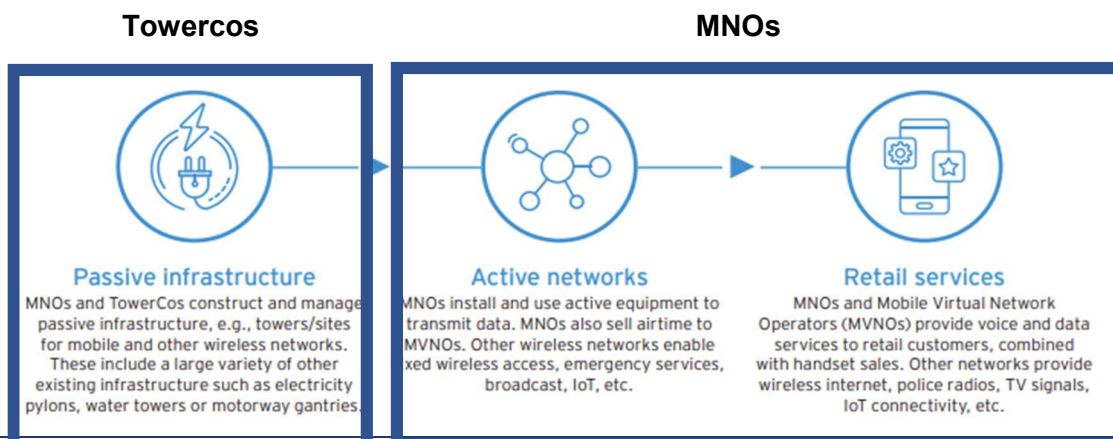 Towercos
MNOs
Passive infrastructure
MNOs and TowerCos construct and manage
passive infrastructure, e.g., towers/sites
for mobile and other wireless networks.
These include a large variety of other
existing infrastructure such as electricity
pylons, water towers or motorway gantries.
Active networks
MNOs install and use active equipment to
transmit data. MNOs also sell airtime to
MVNOs. Other wireless networks enable
xed wireless access, emergency services,
broadcast, IoT, etc.
Retail services
MNOs and Mobile Virtual Network
Operators (MVNOs) provide voice and data
services to retail customers, combined
with handset sales. Other networks provide
wireless internet, police radios, TV signals,
IoT connectivity, etc.